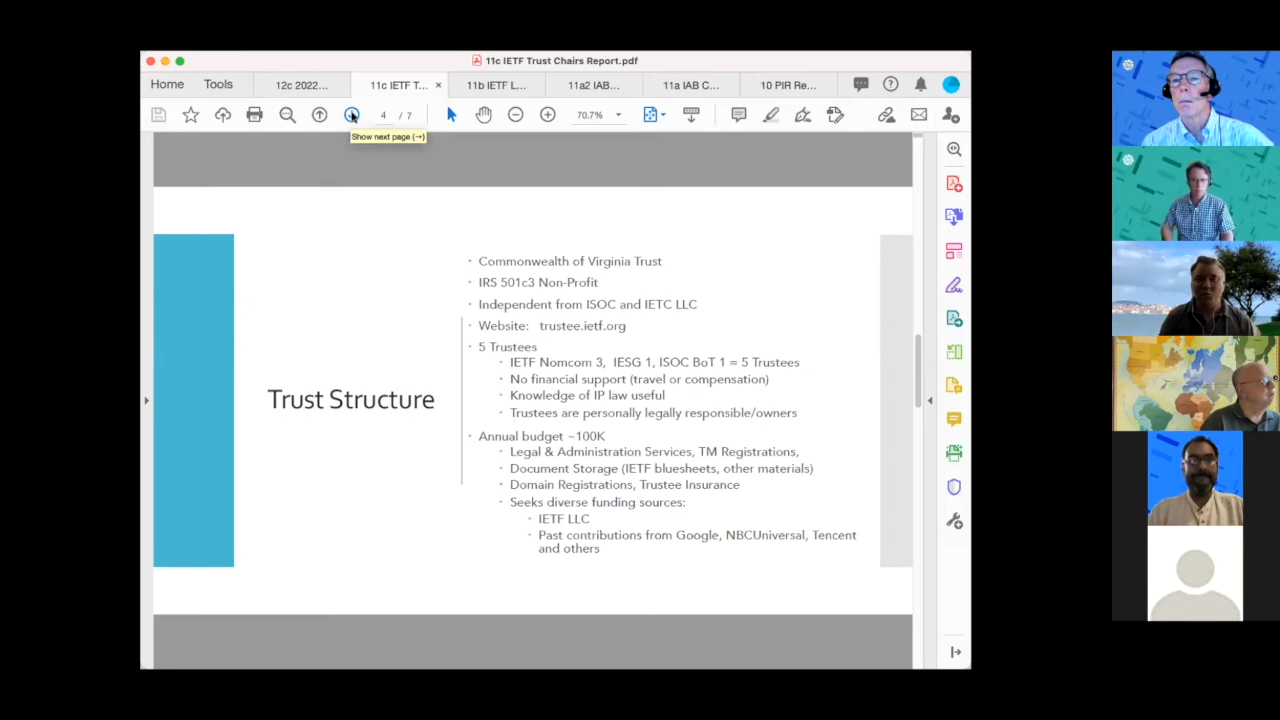 11c IETF Trust Chairs Report.pdf
Home Tools 12c 2022... 11c IETF T... × 11b IETF L... 11a2 IAB... 11a IAB C... 10 PIR Re...
4 / 7 70.7%
Show next page (→)
Trust Structure
• Commonwealth of Virginia Trust
• IRS 501c3 Non-Profit
• Independent from ISOC and IETC LLC
• Website: trustee.ietf.org
• 5 Trustees
• IETF Nomcom 3, IESG 1, ISOC BoT 1 = 5 Trustees
• No financial support (travel or compensation)
• Knowledge of IP law useful
• Trustees are personally legally responsible/owners
• Annual budget ~100K
• Legal & Administration Services, TM Registrations,
• Document Storage (IETF bluesheets, other materials)
• Domain Registrations, Trustee Insurance
• Seeks diverse funding sources:
• IETF LLC
• Past contributions from Google, NBCUniversal, Tencent
and others